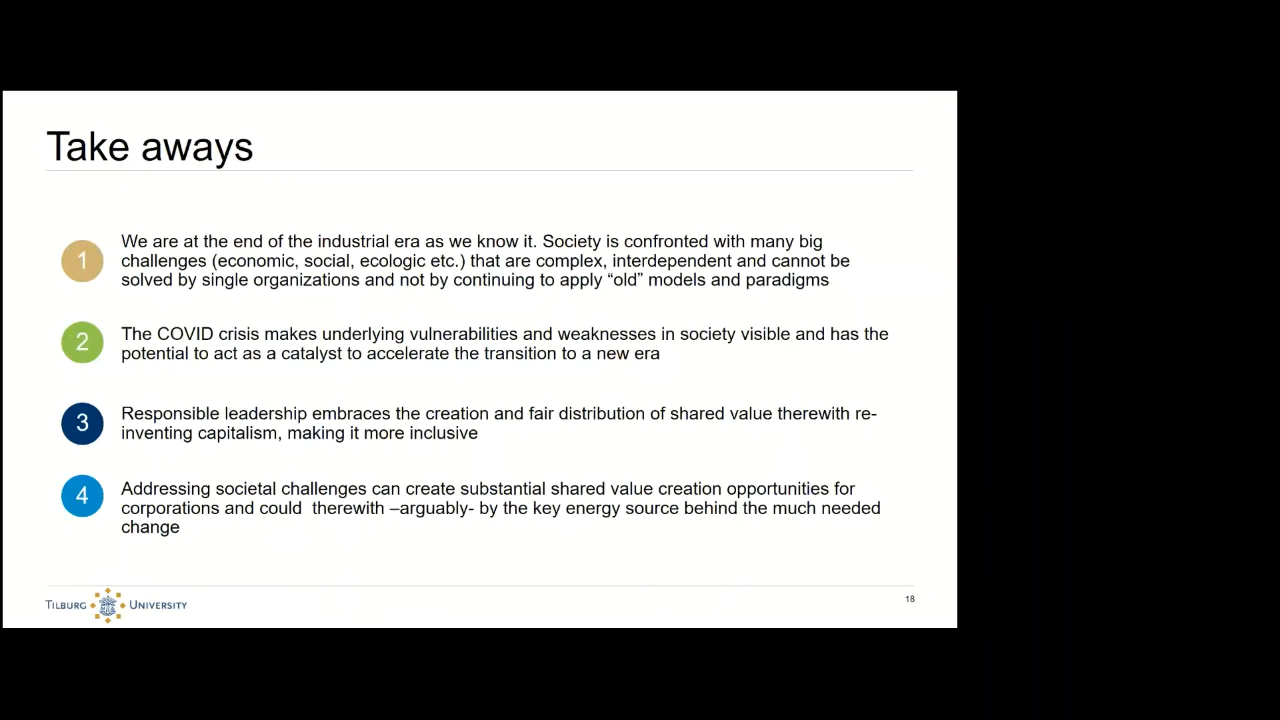 Take aways
1
We are at the end of the industrial era as we know it. Society is confronted with many big
challenges (economic, social, ecologic etc.) that are complex, interdependent and cannot be
solved by single organizations and not by continuing to apply “old” models and paradigms
2
The COVID crisis makes underlying vulnerabilities and weaknesses in society visible and has the
potential to act as a catalyst to accelerate the transition to a new era
3
Responsible leadership embraces the creation and fair distribution of shared value therewith re-
inventing capitalism, making it more inclusive
4
Addressing societal challenges can create substantial shared value creation opportunities for
corporations and could  therewith –arguably- by the key energy source behind the much needed
change
TILBURG UNIVERSITY
18